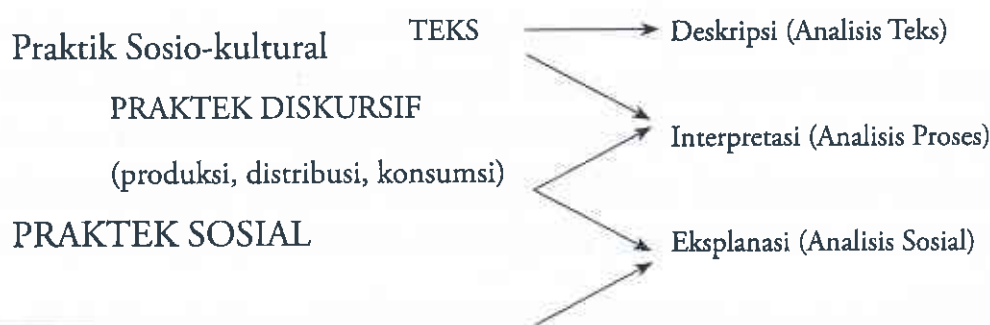 TEKS
Praktik Sosio-kultural
PRAKTEK DISKURSIF
(produksi, distribusi, konsumsi)
PRAKTEK SOSIAL
Deskripsi (Analisis Teks)
Interpretasi (Analisis Proses)
Eksplanasi (Analisis Sosial)